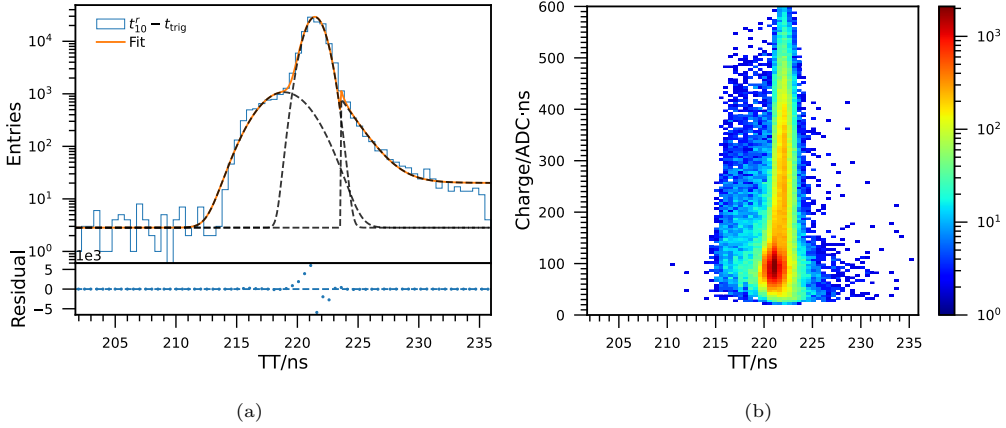 t^r_10 − t_trig
Fit
10^4
10^3
10^2
10^1
10^0
Entries
1e3
5
0
−5
Residual
205 210 215 220 225 230 235
TT/ns
(a)
600
500
400
300
200
100
0
Charge/ADC·ns
205 210 215 220 225 230 235
TT/ns
10^3
10^2
10^1
10^0
(b)